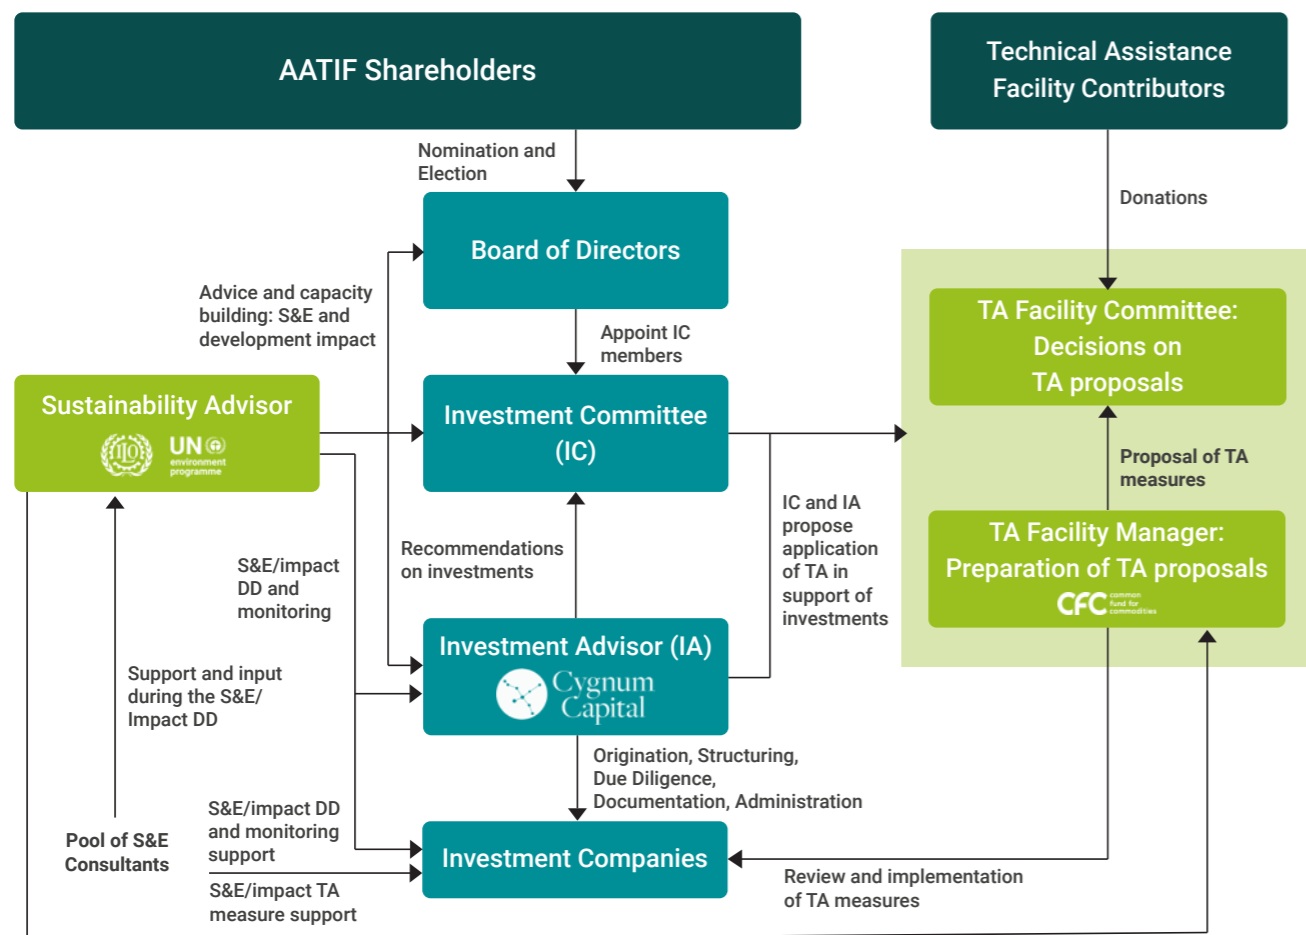 AATIF Shareholders
Technical Assistance
Facility Contributors
Nomination and
Election
Donations
Board of Directors
Advice and capacity
building: S&E and
development impact
Appoint IC
members
TA Facility Committee:
Decisions on
TA proposals
Sustainability Advisor
ILO
UN
environment
programme
Investment Committee
(IC)
Proposal of TA
measures
IC and IA
propose
application
of TA in
support of
investments
Recommendations
on investments
S&E/impact
DD and
monitoring
TA Facility Manager:
Preparation of TA proposals
CFC common
fund for
commodities
Investment Advisor (IA)
Cygnum
Capital
Support and input
during the S&E/
Impact DD
Origination, Structuring,
Due Diligence,
Documentation, Administration
S&E/impact DD
and monitoring
support
Pool of S&E
Consultants
Investment Companies
S&E/impact TA
measure support
Review and implementation
of TA measures